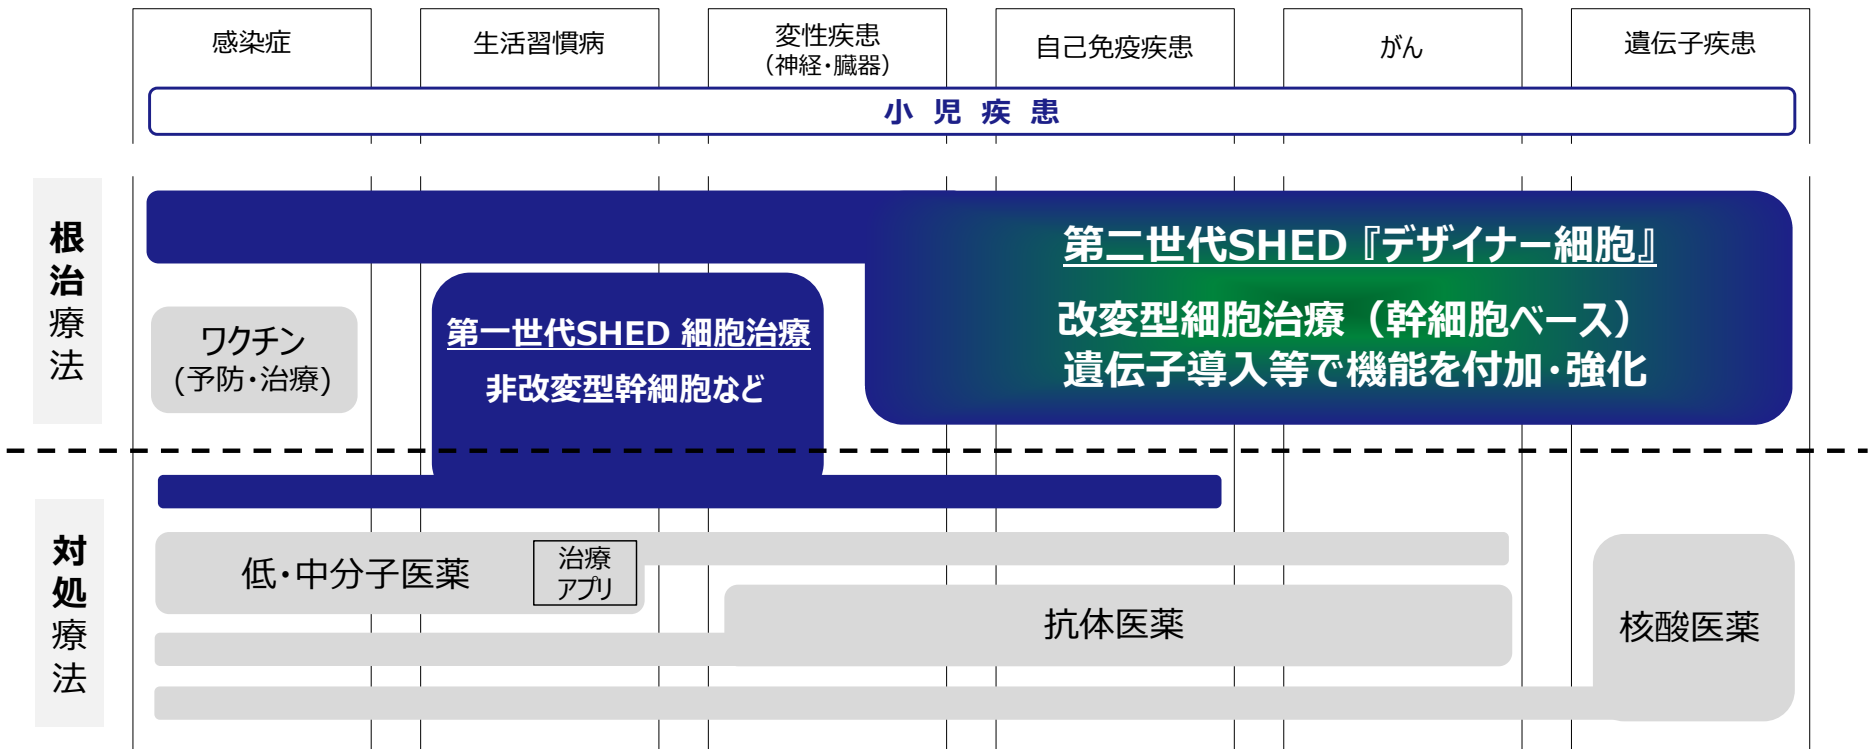 感染症
生活習慣病
変性疾患
（神経・臓器）
自己免疫疾患
がん
遺伝子疾患
小児疾患
根治療法
第二世代SHED『デザイナー細胞』
改変型細胞治療（幹細胞ベース）
遺伝子導入等で機能を付加・強化
第一世代SHED 細胞治療
非改変型幹細胞など
ワクチン
(予防・治療)
対処療法
低・中分子医薬
治療
アプリ
抗体医薬
核酸医薬